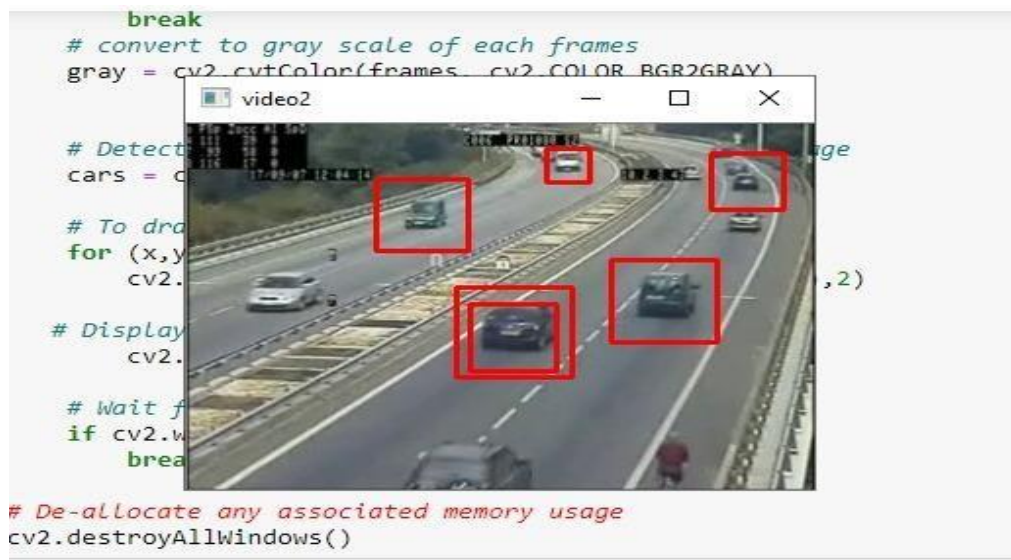 break
# convert to gray scale of each frames
gray = cv2.cvtColor(frames, cv2.COLOR_BGR2GRAY)
video2
# Detect
ge
cars = c
# To dra
for (x,y
cv2.
,2)
# Display
cv2.
# Wait f
if cv2.w
brea
# De-allocate any associated memory usage
cv2.destroyAllWindows()